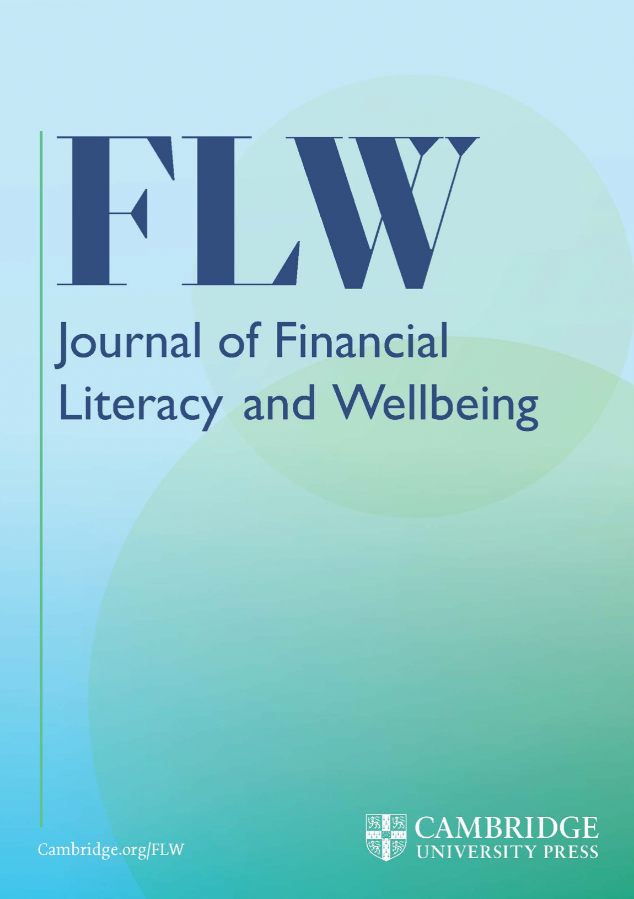 FLW
Journal of Financial
Literacy and Wellbeing
Cambridge.org/FLW
CAMBRIDGE
UNIVERSITY PRESS